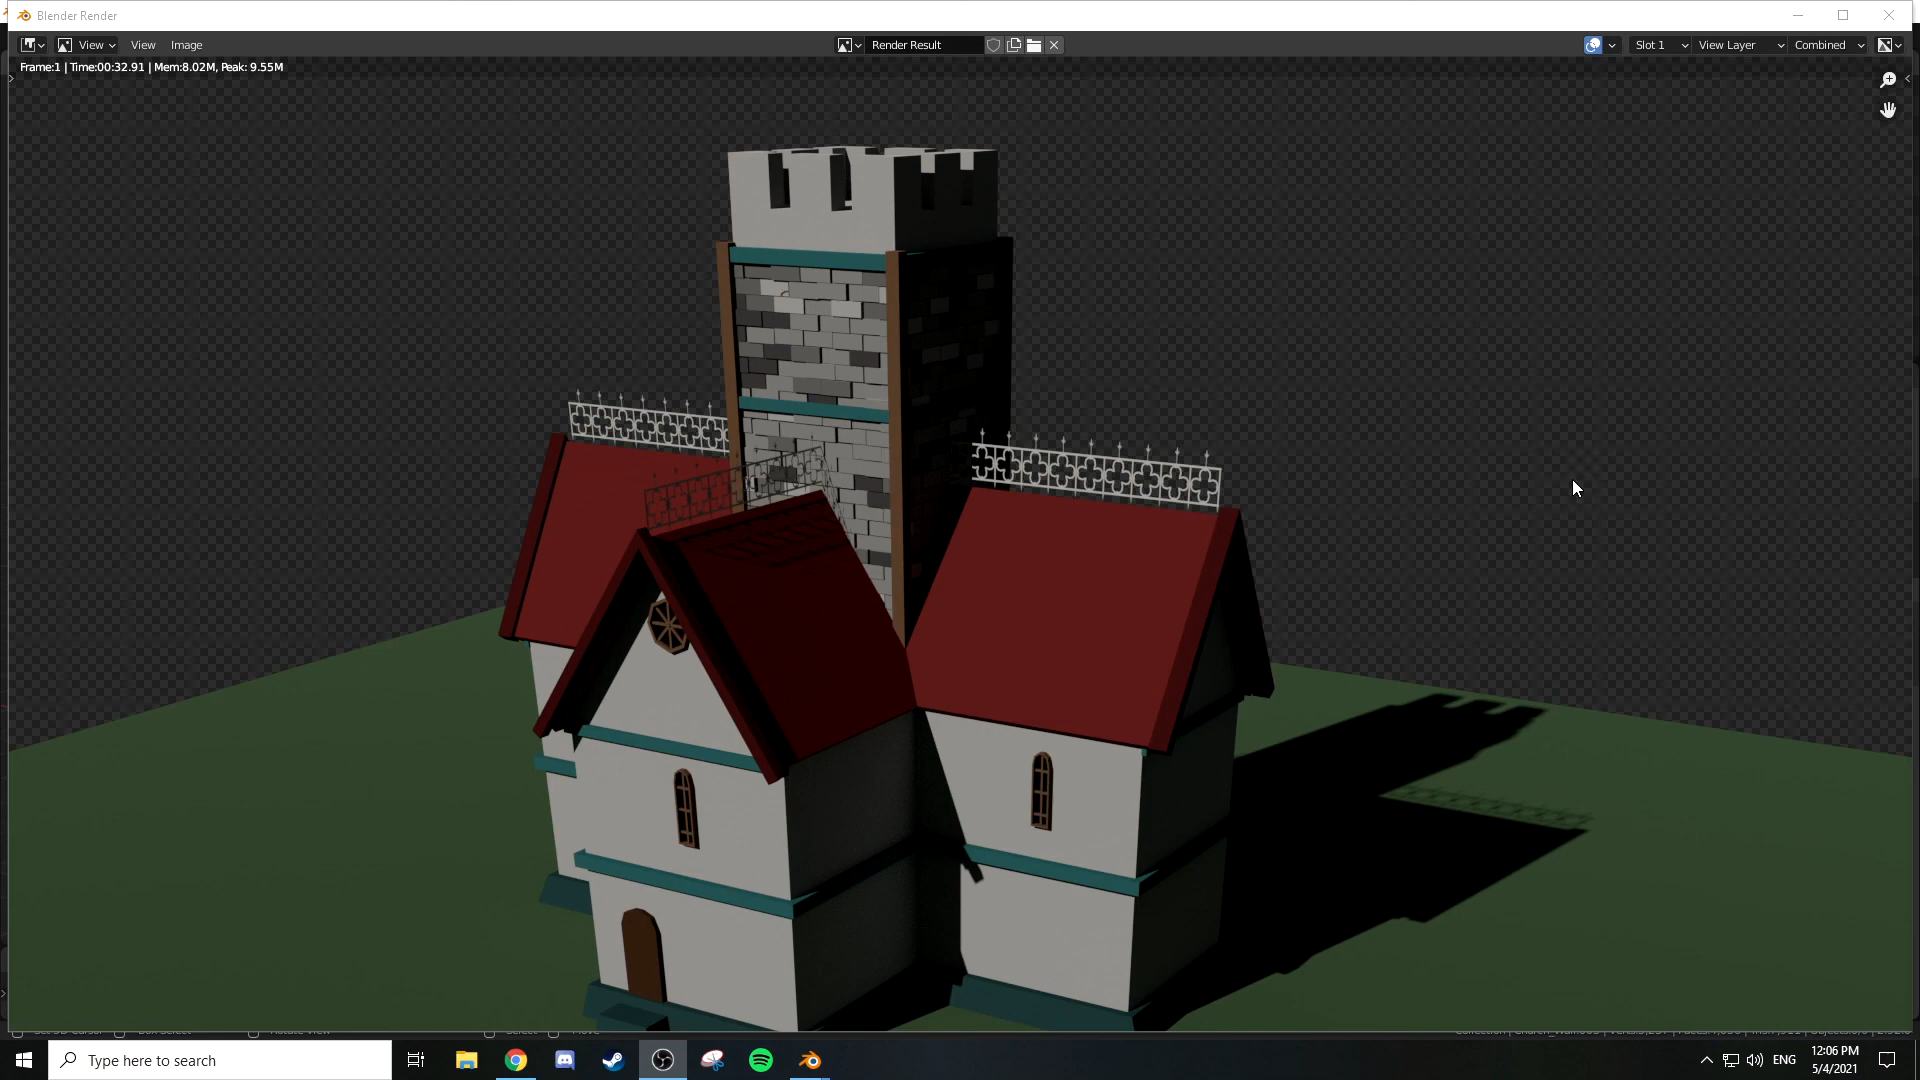 Blender Render
View View Image Render Result Slot 1 View Layer Combined
Frame:1 | Time:00:32.91 | Mem:8.02M, Peak: 9.55M
Type here to search
ENG
12:06 PM
5/4/2021